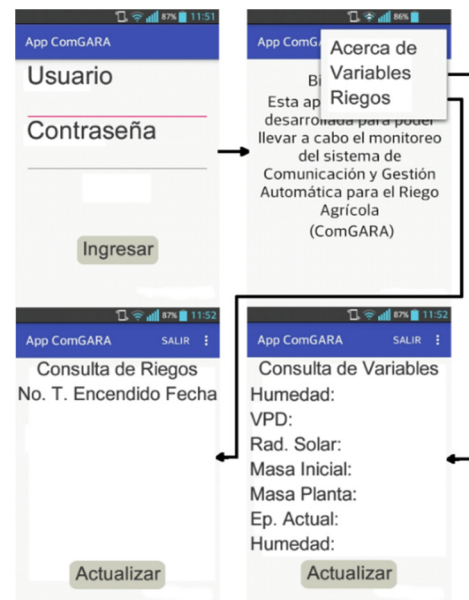 87% 11:51
App ComGARA
Usuario
Contraseña
Ingresar
86%
App ComG
Acerca de
Variables
Riegos
Esta ap
desarrollada para poder
llevar a cabo el monitoreo
del sistema de
Comunicación y Gestión
Automática para el Riego
Agrícola
(ComGARA)
87% 11:52
App ComGARA SALIR
Consulta de Riegos
No. T. Encendido Fecha
Actualizar
87% 11:52
App ComGARA SALIR
Consulta de Variables
Humedad:
VPD:
Rad. Solar:
Masa Inicial:
Masa Planta:
Ep. Actual:
Humedad:
Actualizar